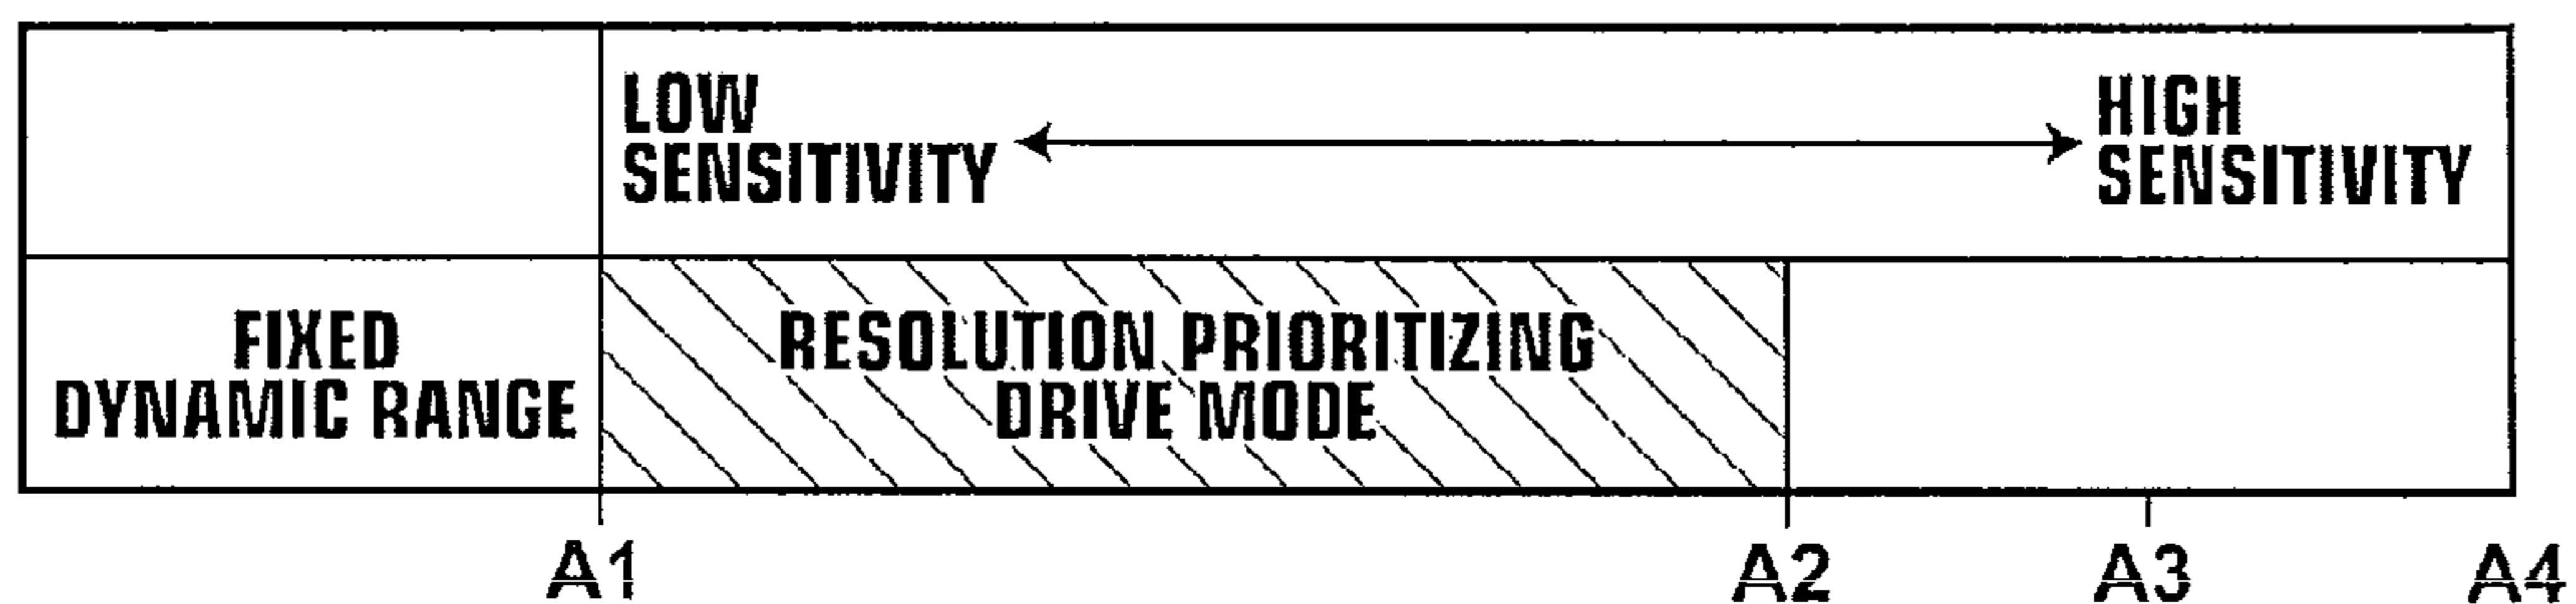 LOW
SENSITIVITY
HIGH
SENSITIVITY
FIXED
DYNAMIC RANGE
RESOLUTION PRIORITIZING
DRIVE MODE
A1
A2
A3
A4